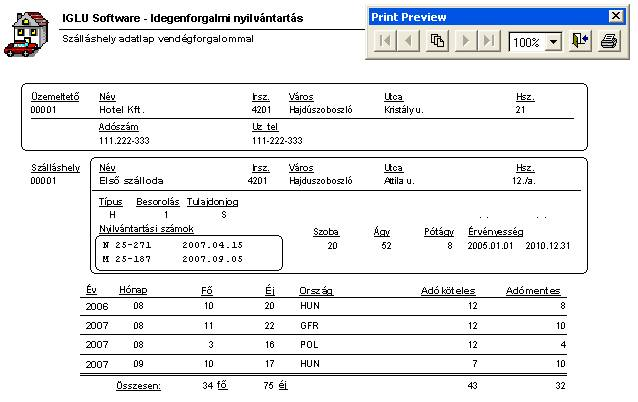 IGLU Software - Idegenforgalmi nyilvántartás
Szálláshely adatlap vendégforgalommal
Print Preview
100%
Üzemeltető Név Irsz. Város Utca Hsz.
00001 Hotel Kft. 4201 Hajdúszoboszló Kristály u. 21
Adószám Üz tel
111.222-333 111-222-333
Szálláshely Név Irsz. Város Utca Hsz.
00001 Első szálloda 4201 Hajduszoboszló Attila u. 12./a.
Típus Besorolás Tulajdonjog
H 1 S . . . .
Nyilvántartási számok Szoba Ágy Pótágy Érvényesség
N 25-271 2007.04.15 20 52 8 2005.01.01 2010.12.31
M 25-187 2007.09.05
Év Hónap Fő Éj Ország Adóköteles Adómentes
2006 08 10 20 HUN 12 8
2007 08 11 22 GFR 12 10
2007 08 3 16 POL 12 4
2007 09 10 17 HUN 7 10
Összesen: 34 fő 75 éj 43 32